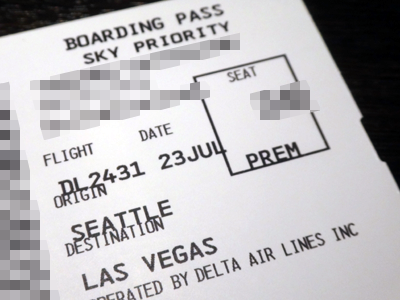 BOARDING PASS
SKY PRIORITY
SEAT
FLIGHT DATE
DL2431 23JUL PREM
ORIGIN
SEATTLE
DESTINATION
LAS VEGAS
OPERATED BY DELTA AIR LINES INC